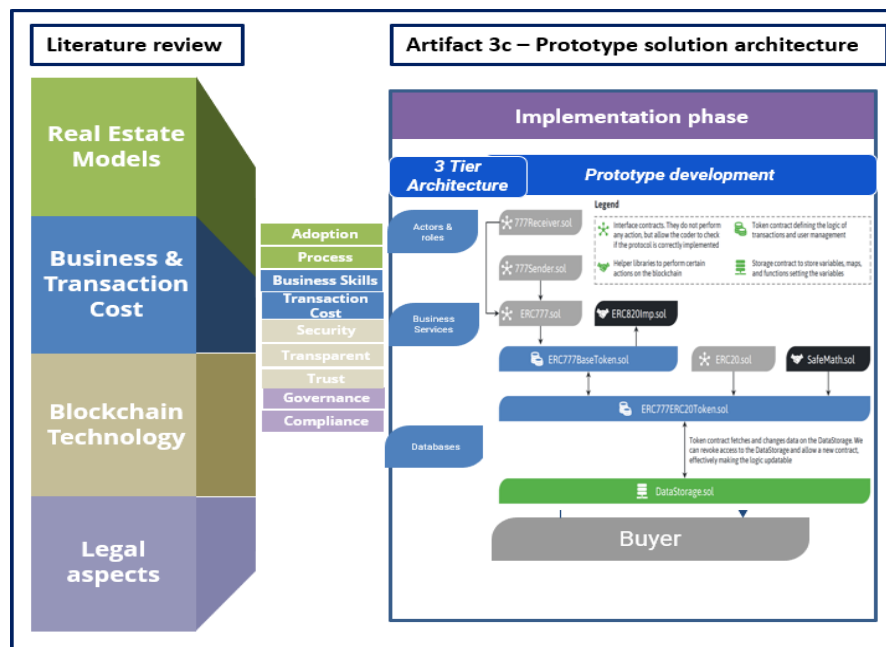 Literature review
Artifact 3c – Prototype solution architecture
Real Estate
Models
Business &
Transaction
Cost
Blockchain
Technology
Legal
aspects
Adoption
Process
Business Skills
Transaction
Cost
Security
Transparent
Trust
Governance
Compliance
Implementation phase
3 Tier
Architecture
Prototype development
Actors &
roles
Business
Services
Databases
Legend
Interface contracts. They do not perform
any action, but allow the coder to check
if the protocol is correctly implemented
Token contract defining the logic of
transactions and user management
Helper libraries to perform certain
actions on the blockchain
Storage contract to store variables, maps,
and functions setting the variables
777Receiver.sol
777Sender.sol
ERC777.sol
ERC820Imp.sol
ERC777BaseToken.sol
ERC20.sol
SafeMath.sol
ERC777ERC20Token.sol
Token contract fetches and changes data on the DataStorage. We
can revoke access to the DataStorage and allow a new contract,
effectively making the logic updatable
DataStorage.sol
Buyer